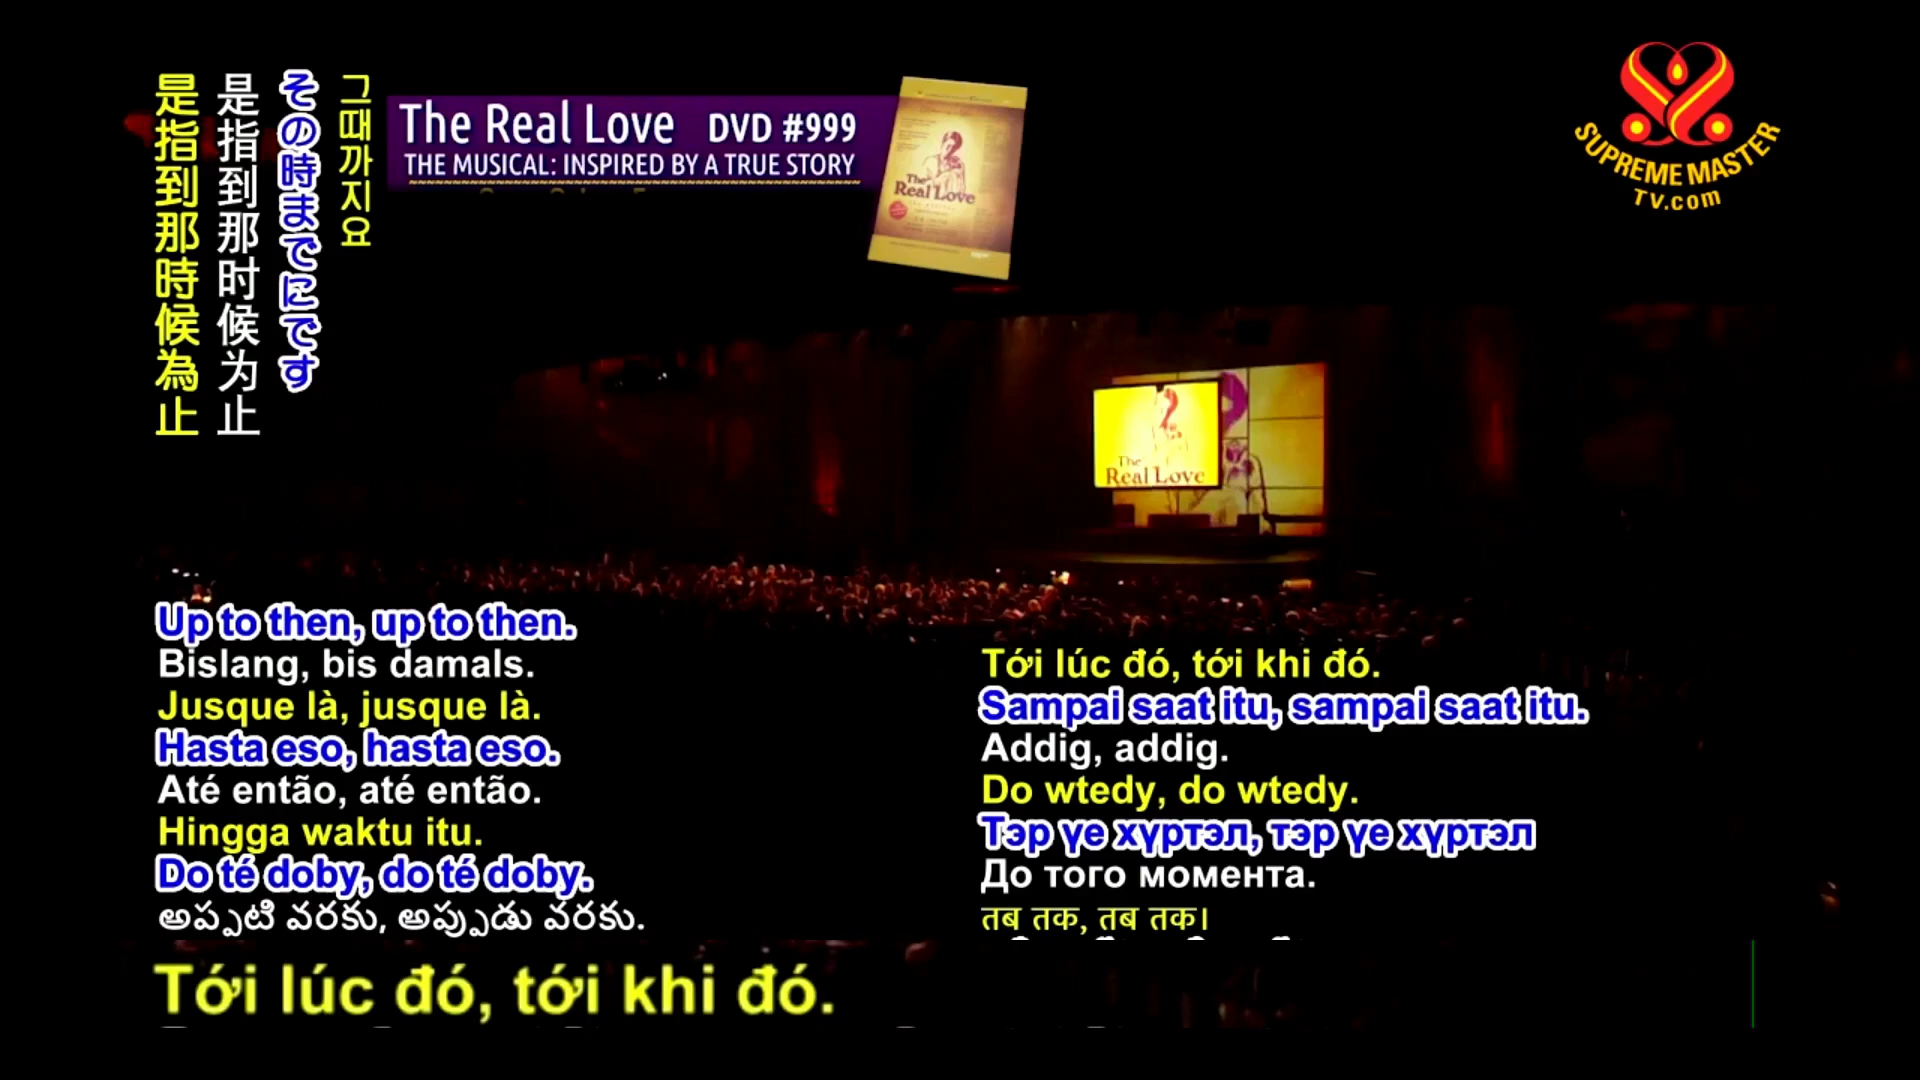 是指到那時候為止
是指到那时候为止
その時までにです
그때까지요
The Real Love DVD #999
THE MUSICAL: INSPIRED BY A TRUE STORY
The
Real Love
SUPREME MASTER
TV.com
The
Real Love
Up to then, up to then.
Bislang, bis damals.
Jusque là, jusque là.
Hasta eso, hasta eso.
Até então, até então.
Hingga waktu itu.
Do té doby, do té doby.
అప్పటి వరకు, అప్పుడు వరకు.
Tới lúc đó, tới khi đó.
Sampai saat itu, sampai saat itu.
Addig, addig.
Do wtedy, do wtedy.
Тэр үе хүртэл, тэр үе хүртэл
До того момента.
तब तक, तब तक।
Tới lúc đó, tới khi đó.